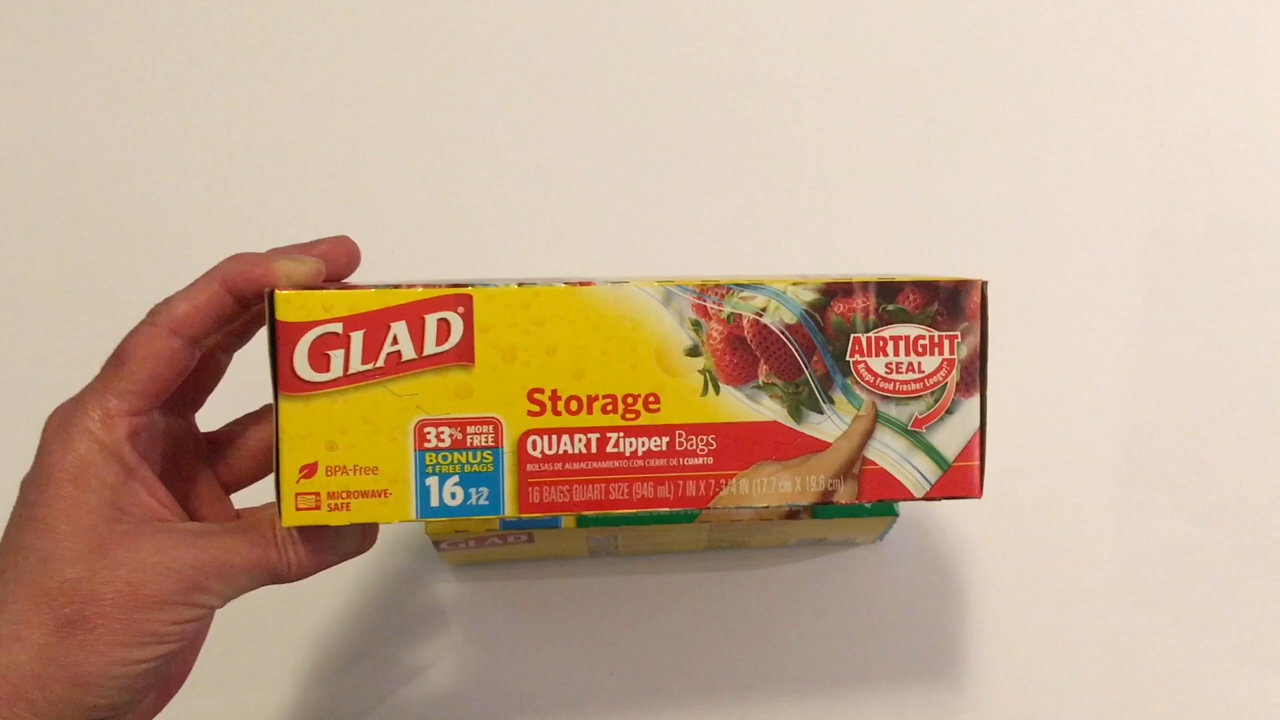 GLAD®
Storage
QUART Zipper Bags
BOLSAS DE ALMACENAMIENTO CON CIERRE DE 1 CUARTO
16 BAGS QUART SIZE (946 mL) 7 IN X 7-3/4 IN (17.7 cm X 19.6 cm)
33% MORE FREE
BONUS
4 FREE BAGS
16 vs. 12
BPA-Free
MICROWAVE-
SAFE
AIRTIGHT
SEAL
Keeps Food Fresher Longer!*
GLAD